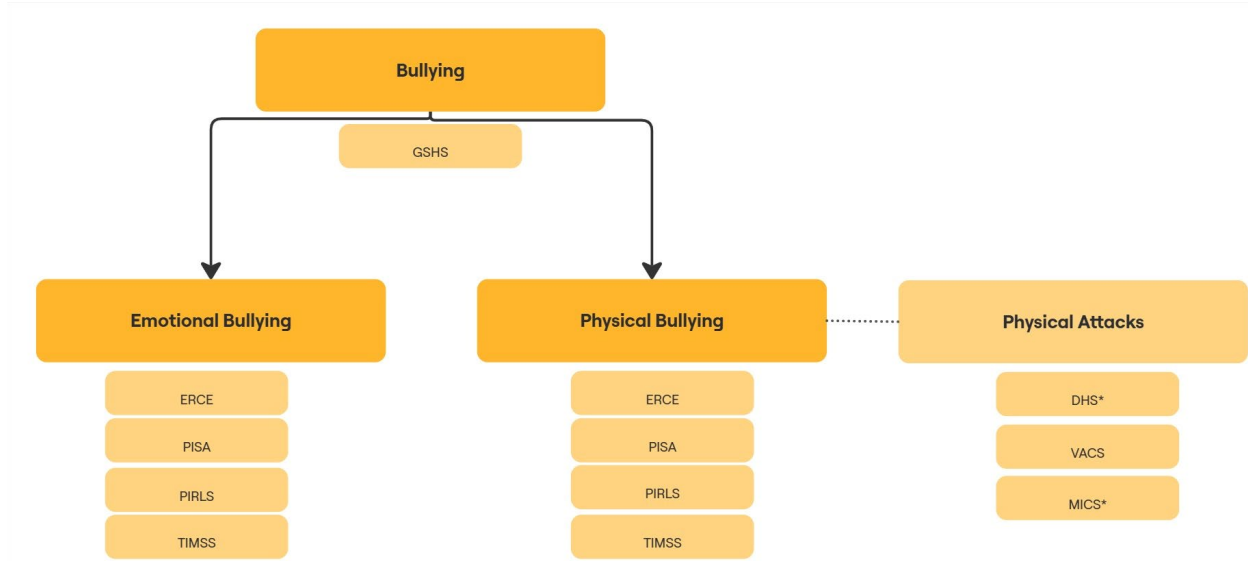 Bullying
GSHS
Emotional Bullying
ERCE
PISA
PIRLS
TIMSS
Physical Bullying
ERCE
PISA
PIRLS
TIMSS
Physical Attacks
DHS*
VACS
MICS*